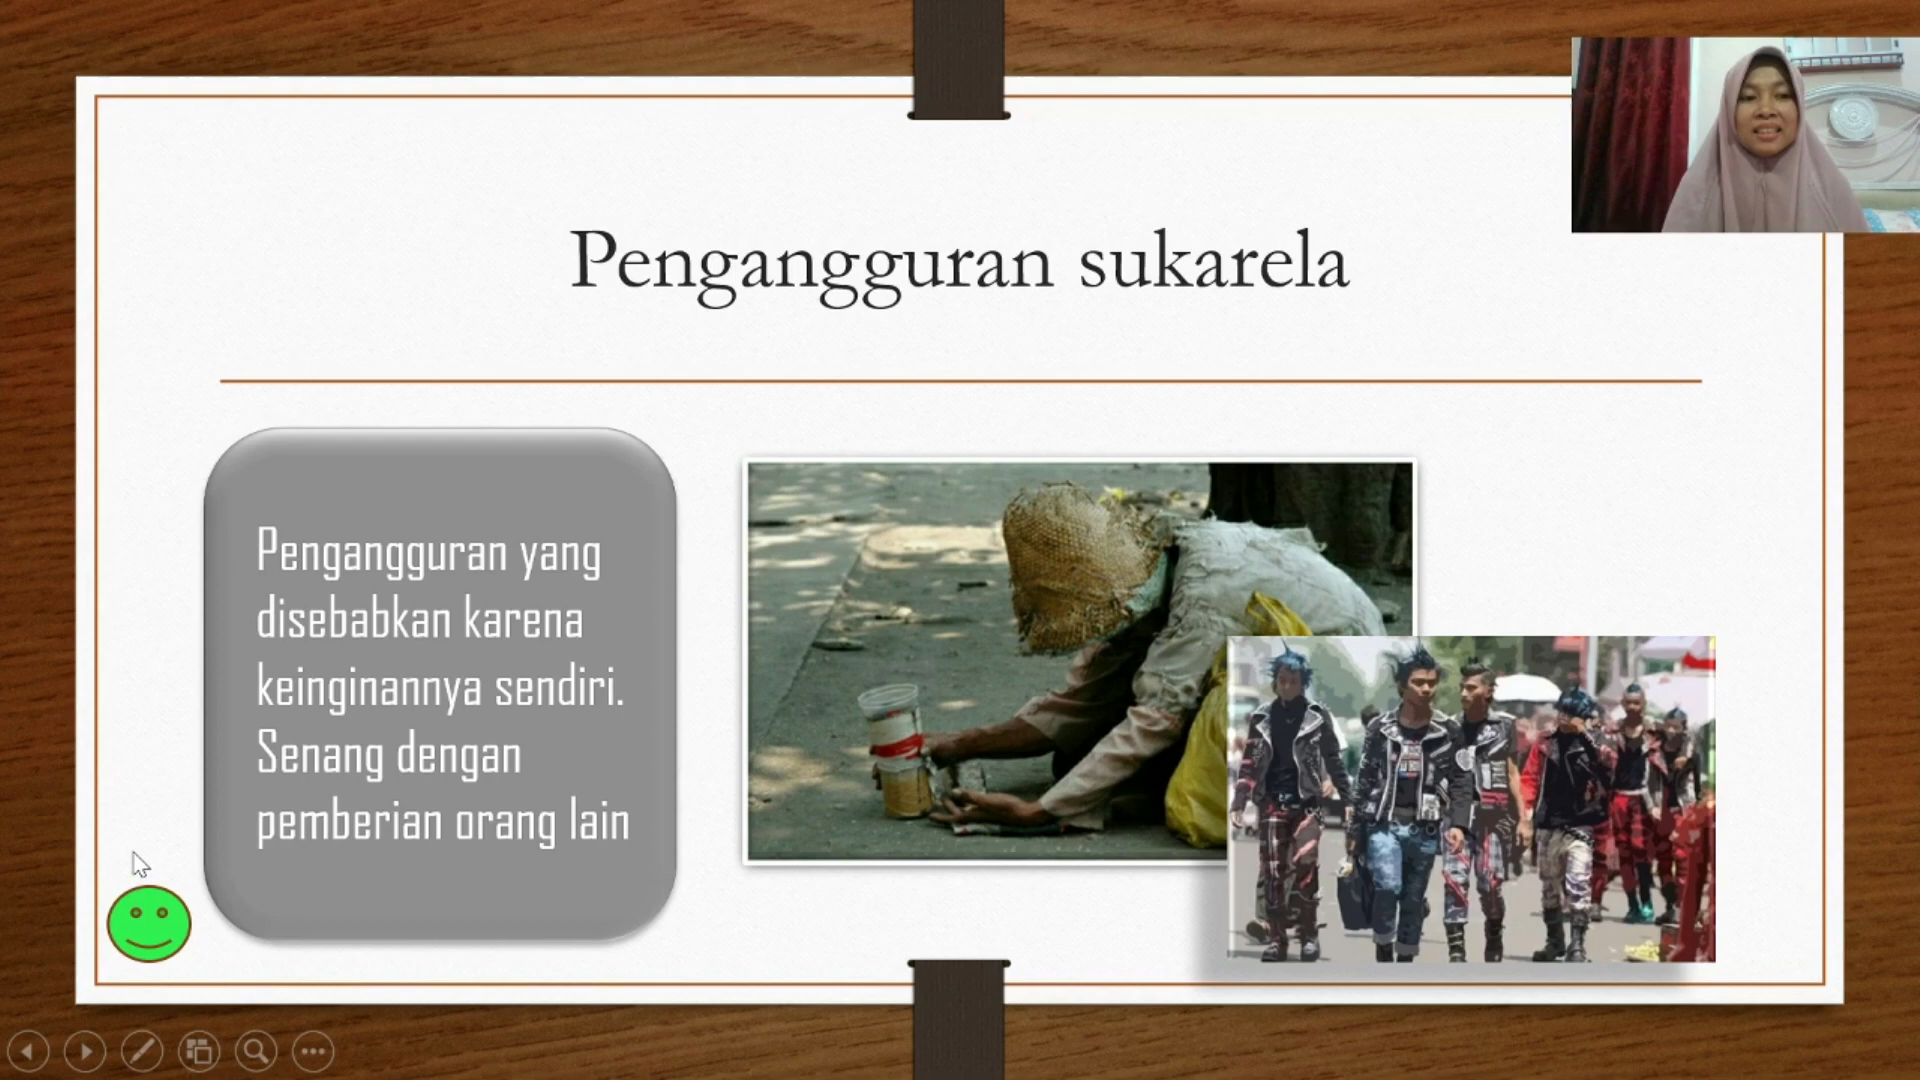 Pengangguran sukarela
Pengangguran yang
disebabkan karena
keinginannya sendiri.
Senang dengan
pemberian orang lain